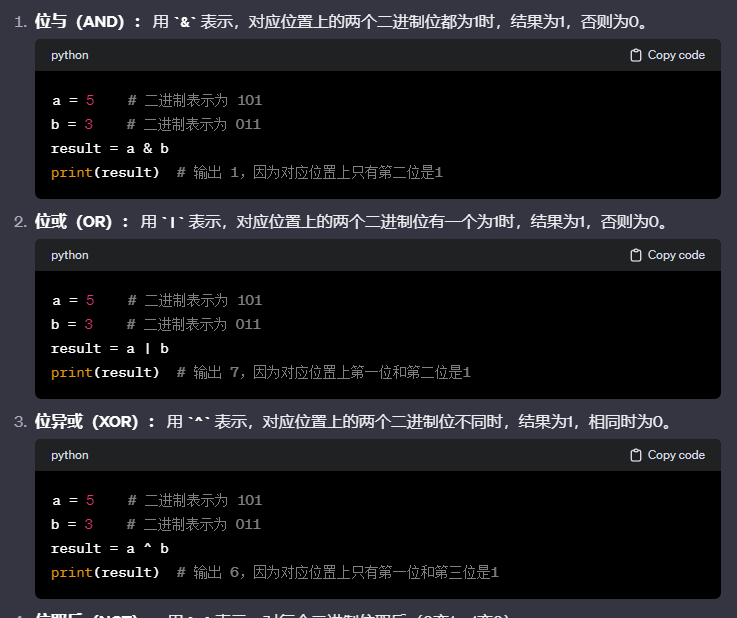 1. 位与（AND）： 用 `&` 表示，对应位置上的两个二进制位都为1时，结果为1，否则为0。
python Copy code
a = 5 # 二进制表示为 101
b = 3 # 二进制表示为 011
result = a & b
print(result) # 输出 1，因为对应位置上只有第二位是1
2. 位或（OR）： 用 `|` 表示，对应位置上的两个二进制位有一个为1时，结果为1，否则为0。
python Copy code
a = 5 # 二进制表示为 101
b = 3 # 二进制表示为 011
result = a | b
print(result) # 输出 7，因为对应位置上第一位和第二位是1
3. 位异或（XOR）： 用 `^` 表示，对应位置上的两个二进制位不同时，结果为1，相同时为0。
python Copy code
a = 5 # 二进制表示为 101
b = 3 # 二进制表示为 011
result = a ^ b
print(result) # 输出 6，因为对应位置上只有第一位和第三位是1